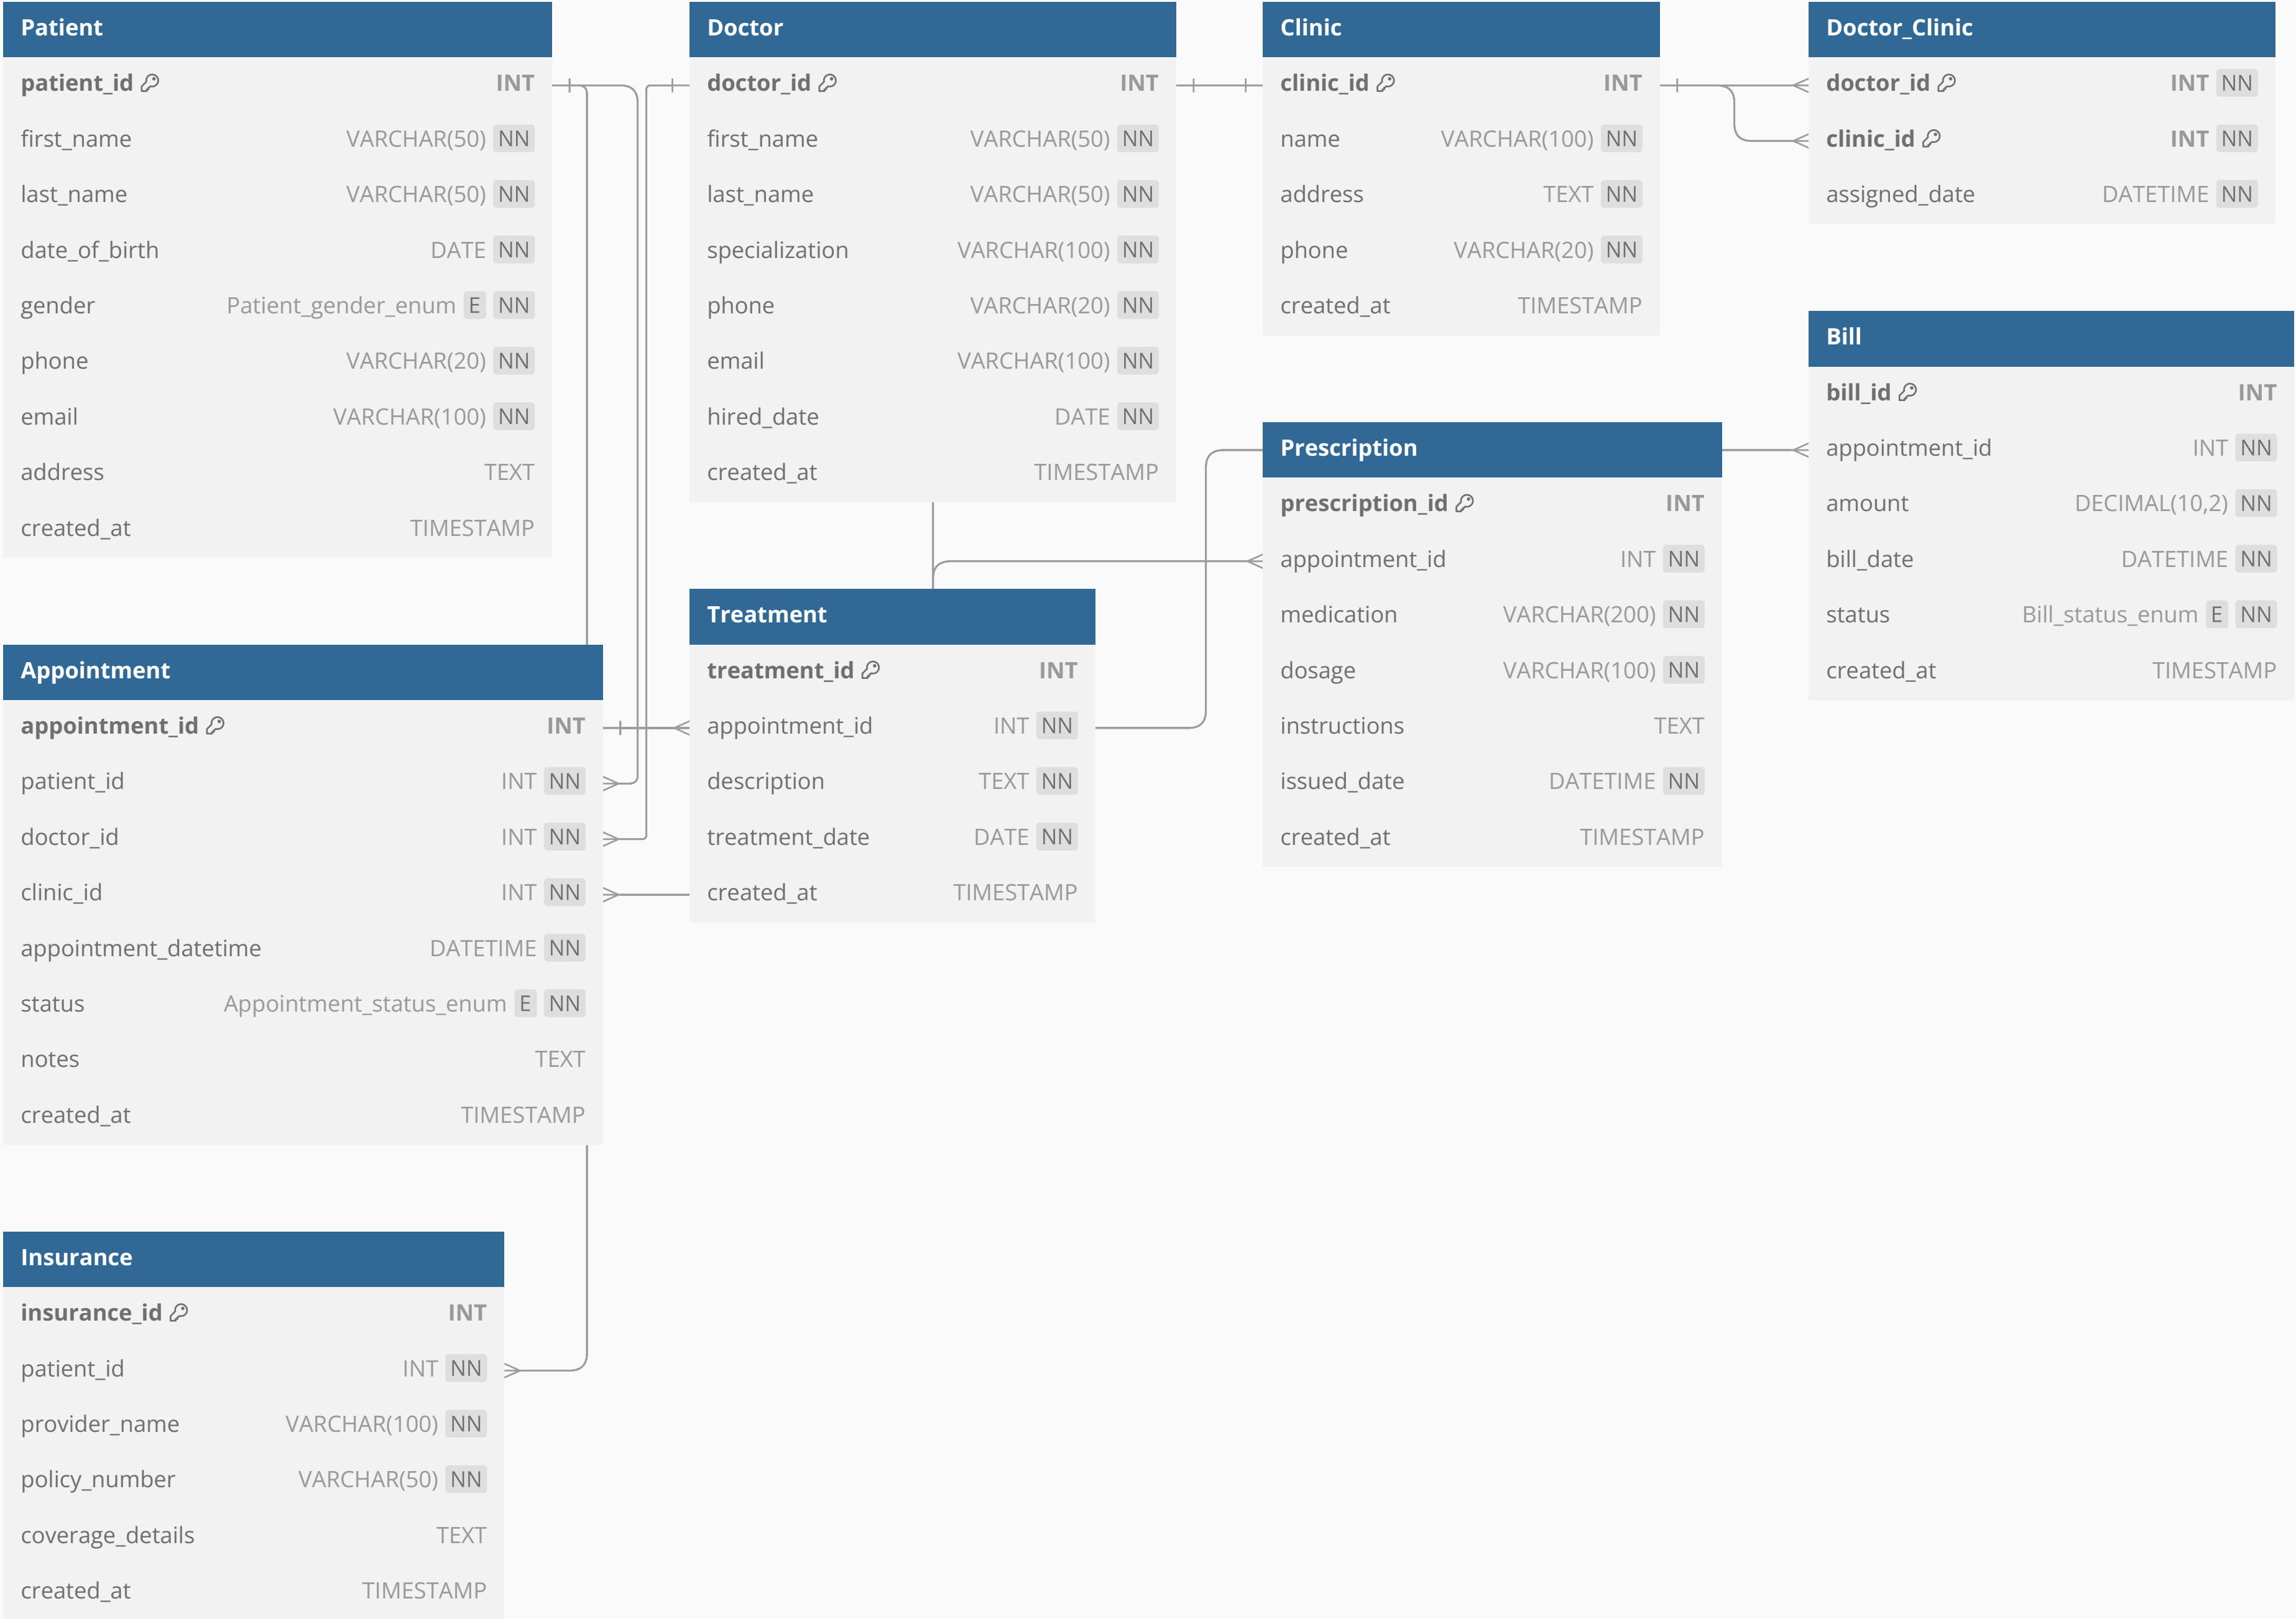 Patient
patient_id INT
first_name VARCHAR(50) NN
last_name VARCHAR(50) NN
date_of_birth DATE NN
gender Patient_gender_enum E NN
phone VARCHAR(20) NN
email VARCHAR(100) NN
address TEXT
created_at TIMESTAMP
Doctor
doctor_id INT
first_name VARCHAR(50) NN
last_name VARCHAR(50) NN
specialization VARCHAR(100) NN
phone VARCHAR(20) NN
email VARCHAR(100) NN
hired_date DATE NN
created_at TIMESTAMP
Clinic
clinic_id INT
name VARCHAR(100) NN
address TEXT NN
phone VARCHAR(20) NN
created_at TIMESTAMP
Doctor_Clinic
doctor_id INT NN
clinic_id INT NN
assigned_date DATETIME NN
Bill
bill_id INT
appointment_id INT NN
amount DECIMAL(10,2) NN
bill_date DATETIME NN
status Bill_status_enum E NN
created_at TIMESTAMP
Prescription
prescription_id INT
appointment_id INT NN
medication VARCHAR(200) NN
dosage VARCHAR(100) NN
instructions TEXT
issued_date DATETIME NN
created_at TIMESTAMP
Treatment
treatment_id INT
appointment_id INT NN
description TEXT NN
treatment_date DATE NN
created_at TIMESTAMP
Appointment
appointment_id INT
patient_id INT NN
doctor_id INT NN
clinic_id INT NN
appointment_datetime DATETIME NN
status Appointment_status_enum E NN
notes TEXT
created_at TIMESTAMP
Insurance
insurance_id INT
patient_id INT NN
provider_name VARCHAR(100) NN
policy_number VARCHAR(50) NN
coverage_details TEXT
created_at TIMESTAMP